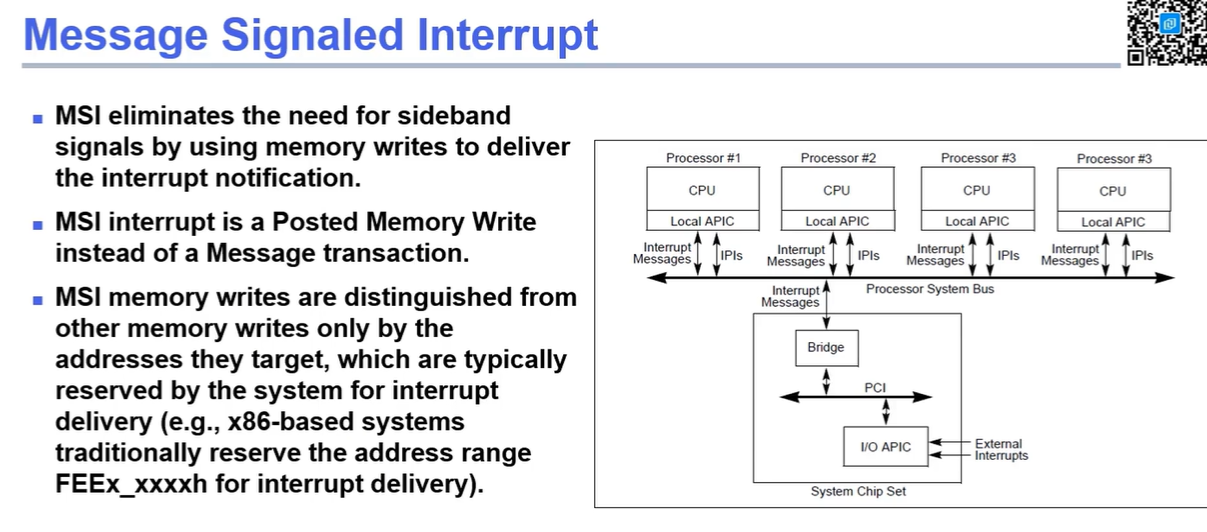 Message Signaled Interrupt
MSI eliminates the need for sideband
signals by using memory writes to deliver
the interrupt notification.
MSI interrupt is a Posted Memory Write
instead of a Message transaction.
MSI memory writes are distinguished from
other memory writes only by the
addresses they target, which are typically
reserved by the system for interrupt
delivery (e.g., x86-based systems
traditionally reserve the address range
FEEx_xxxxh for interrupt delivery).
Processor #1
Processor #2
Processor #3
Processor #3
CPU
CPU
CPU
CPU
Local APIC
Local APIC
Local APIC
Local APIC
Interrupt
Messages
IPIs
Interrupt
Messages
IPIs
Interrupt
Messages
IPIs
Interrupt
Messages
IPIs
Interrupt
Messages
Processor System Bus
Bridge
PCI
I/O APIC
External
Interrupts
System Chip Set